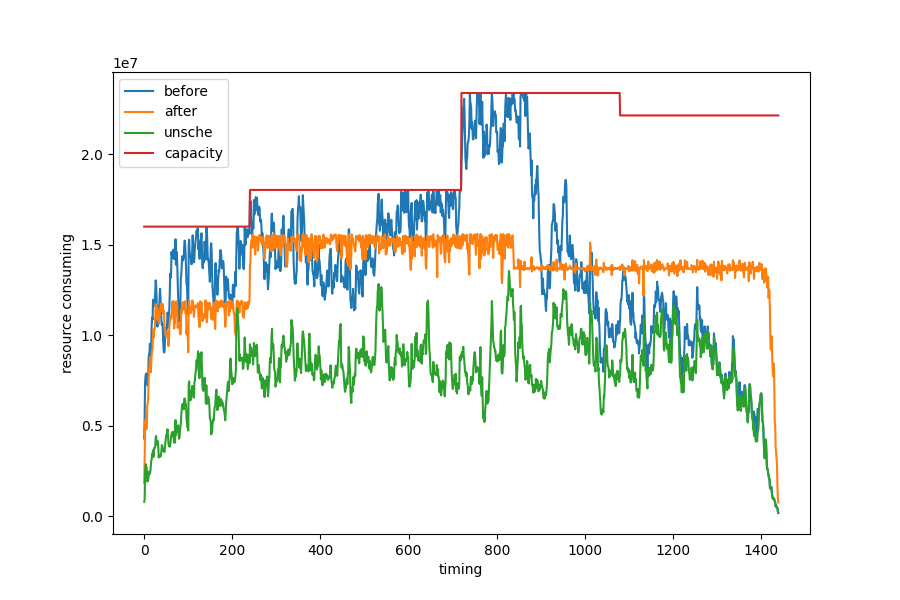 1e7
before
after
unsche
capacity
2.0
1.5
1.0
0.5
0.0
resource consuming
0 200 400 600 800 1000 1200 1400
timing